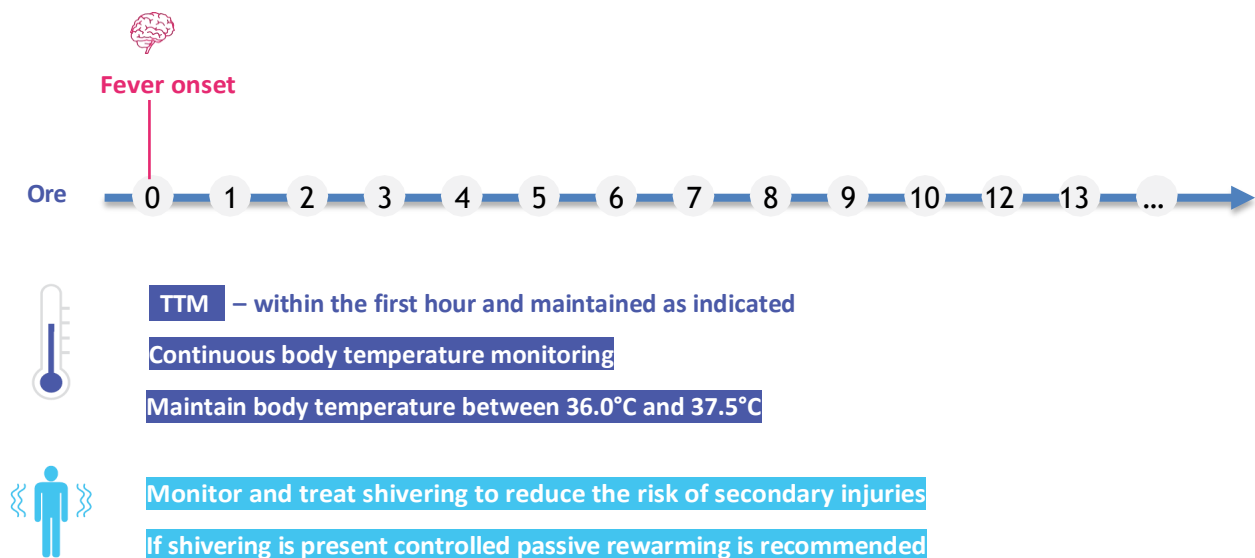 Fever onset
Ore 0 1 2 3 4 5 6 7 8 9 10 12 13 ...
TTM – within the first hour and maintained as indicated
Continuous body temperature monitoring
Maintain body temperature between 36.0°C and 37.5°C
Monitor and treat shivering to reduce the risk of secondary injuries
If shivering is present controlled passive rewarming is recommended